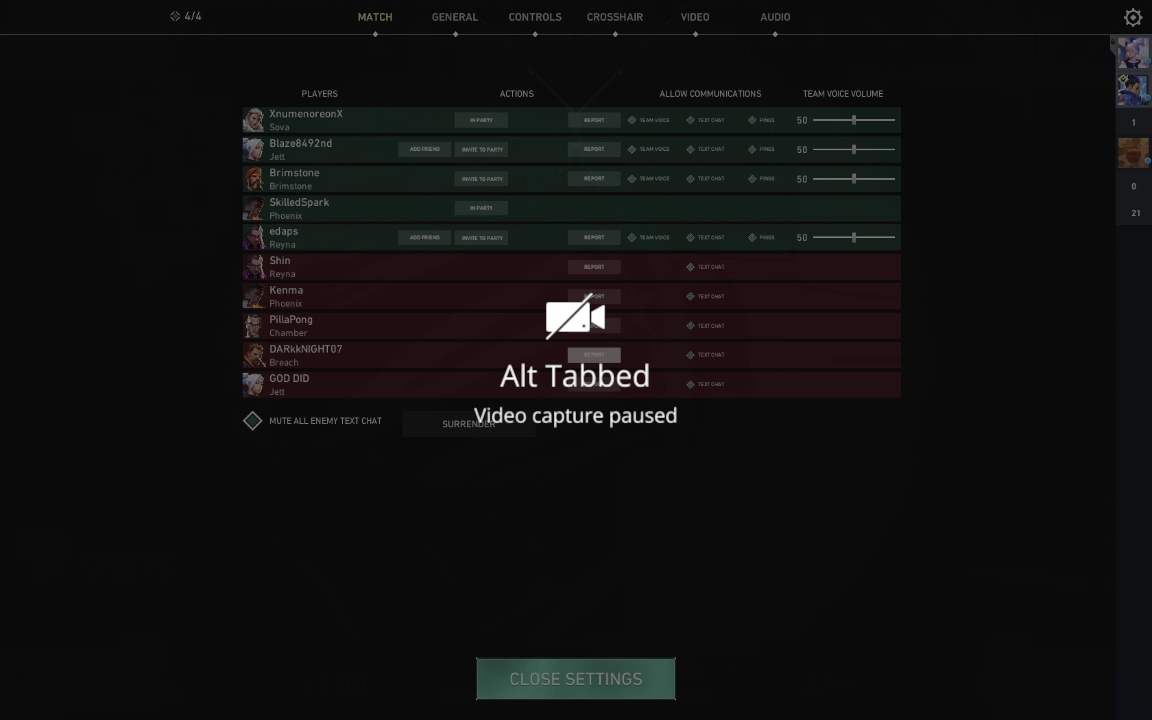 4/4 MATCH GENERAL CONTROLS CROSSHAIR VIDEO AUDIO
PLAYERS ACTIONS ALLOW COMMUNICATIONS TEAM VOICE VOLUME
XnumenoreonX
Sova
IN PARTY REPORT TEAM VOICE TEXT CHAT PINGS 50
Blaze8492nd
Jett
ADD FRIEND INVITE TO PARTY REPORT TEAM VOICE TEXT CHAT PINGS 50
Brimstone
Brimstone
INVITE TO PARTY REPORT TEAM VOICE TEXT CHAT PINGS 50
SkilledSpark
Phoenix
IN PARTY
edaps
Reyna
ADD FRIEND INVITE TO PARTY REPORT TEAM VOICE TEXT CHAT PINGS 50
Shin
Reyna
REPORT TEXT CHAT
Kenma
Phoenix
TEXT CHAT
PillaPong
Chamber
TEXT CHAT
DARkkNIGHT07
Breach
REPORT TEXT CHAT
GOD DID
Jett
TEXT CHAT
Alt Tabbed
Video capture paused
MUTE ALL ENEMY TEXT CHAT SURRENDER
CLOSE SETTINGS
1
0
21